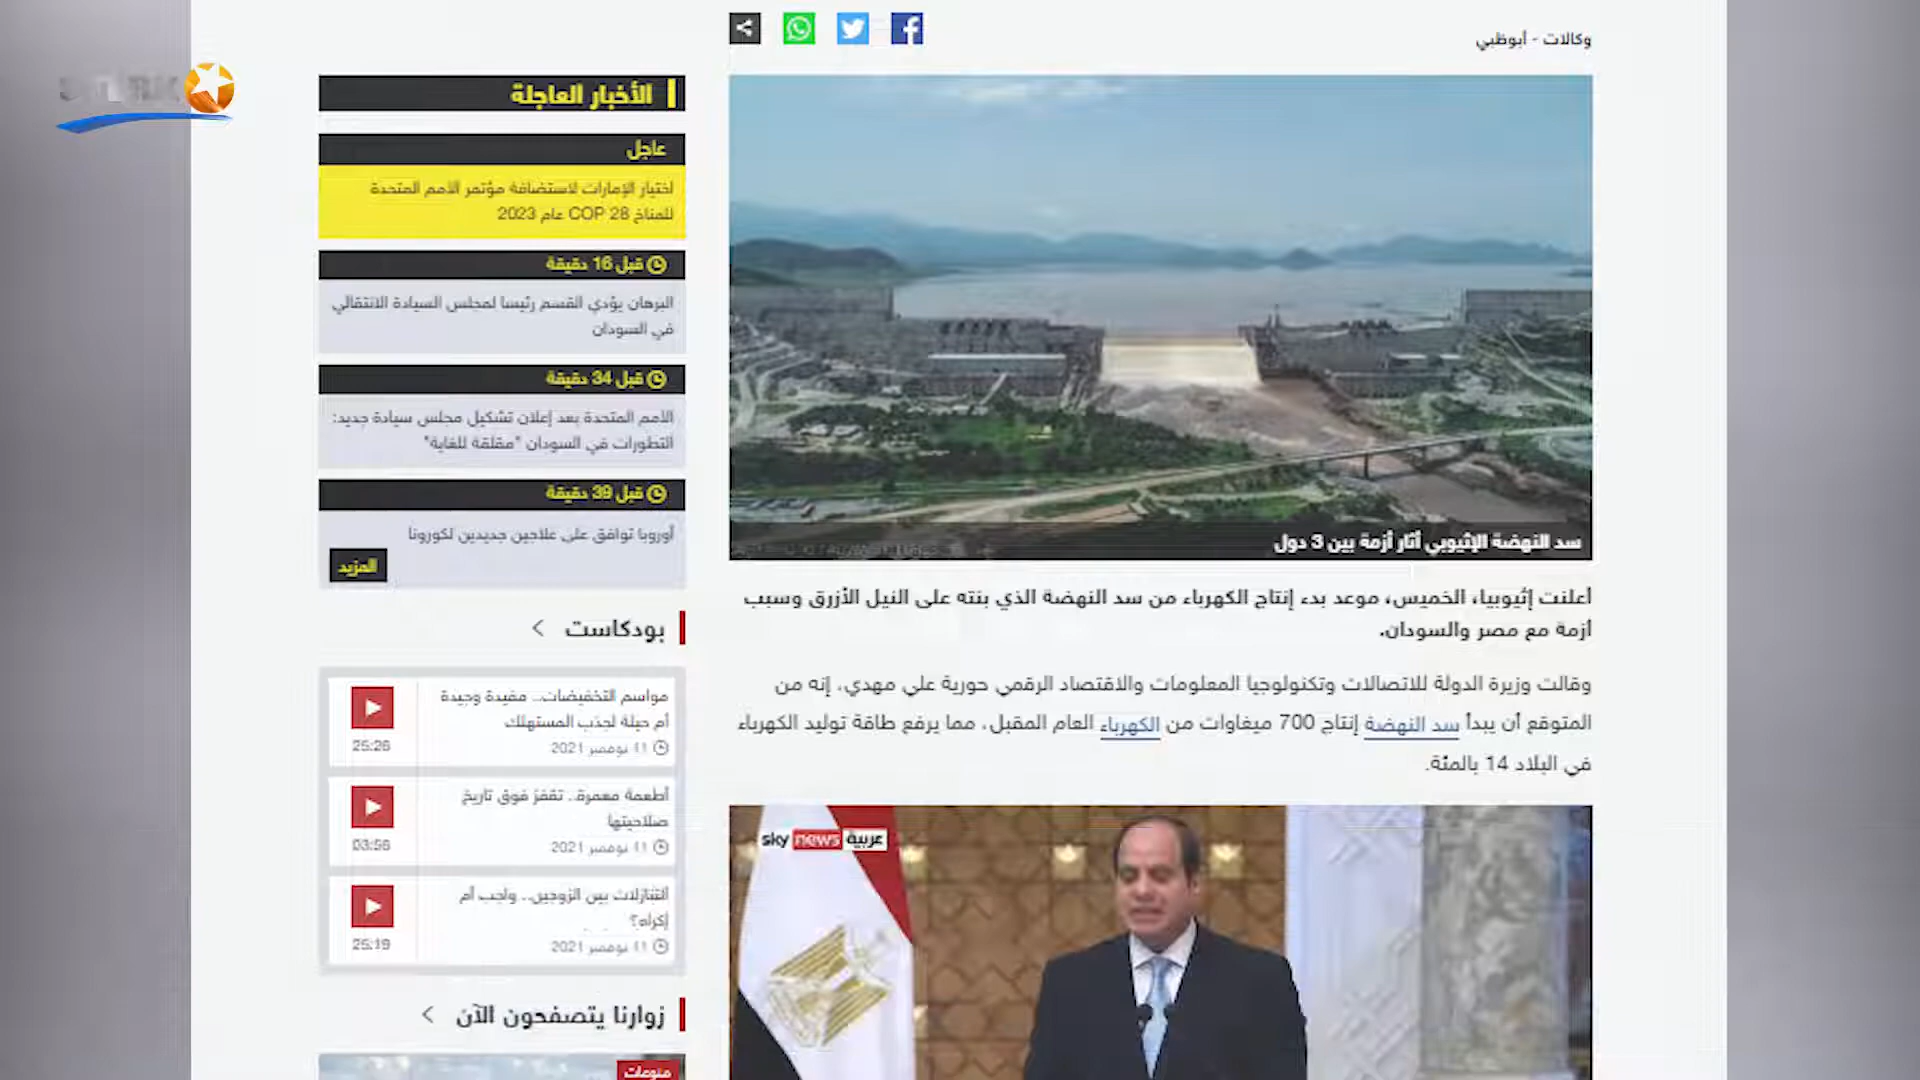 وكالات - أبوظبي
سد النهضة الإثيوبي أثار أزمة بين 3 دول
أعلنت إثيوبيا، الخميس، موعد بدء إنتاج الكهرباء من سد النهضة الذي بنته على النيل الأزرق وسبب
أزمة مع مصر والسودان.
وقالت وزيرة الدولة للاتصالات وتكنولوجيا المعلومات والاقتصاد الرقمي حورية علي مهدي، إنه من
المتوقع أن يبدأ سد النهضة إنتاج 700 ميغاوات من الكهرباء العام المقبل، مما يرفع طاقة توليد الكهرباء
في البلاد 14 بالمئة.
sky news عربية
الأخبار العاجلة
عاجل
اختيار الإمارات لاستضافة مؤتمر الأمم المتحدة
للمناخ COP 28 عام 2023
قبل 16 دقيقة
البرهان يؤدي القسم رئيسا لمجلس السيادة الانتقالي
في السودان
قبل 34 دقيقة
الأمم المتحدة بعد إعلان تشكيل مجلس سيادة جديد:
التطورات في السودان "مقلقة للغاية"
قبل 39 دقيقة
أوروبا توافق على علاجين جديدين لكورونا
المزيد
بودكاست
مواسم التخفيضات.. مفيدة وجيدة
أم حيلة لجذب المستهلك
11 نوفمبر 2021
25:26
أطعمة معمرة.. تقفز فوق تاريخ
صلاحيتها
11 نوفمبر 2021
03:56
التنازلات بين الزوجين.. واجب أم
إكراه؟
11 نوفمبر 2021
25:19
زوارنا يتصفحون الآن
منوعات